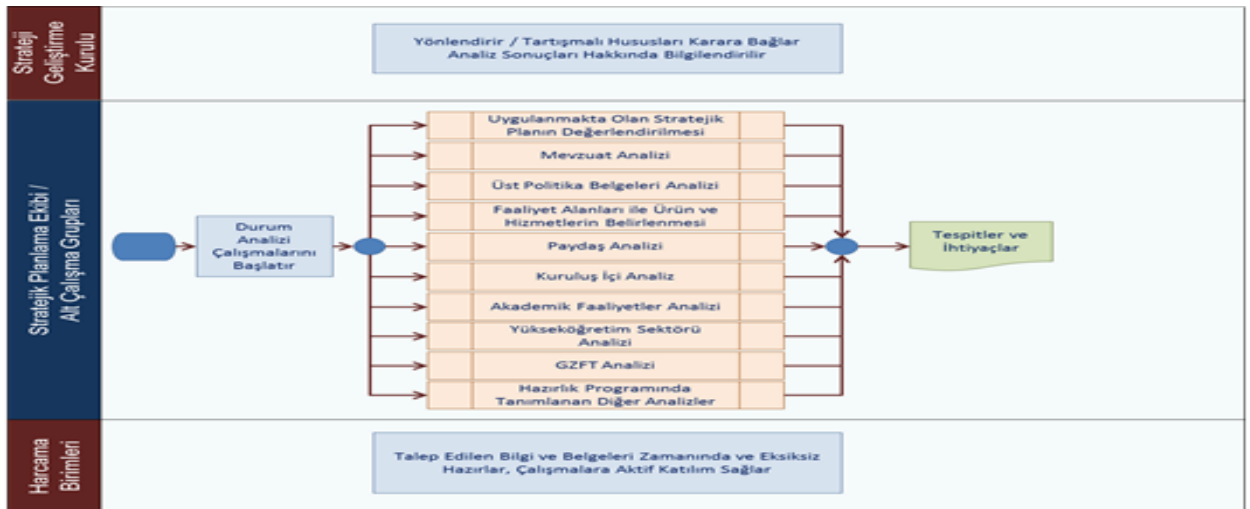 Strateji
Geliştirme
Kurulu
Yönlendirir / Tartışmalı Hususları Karara Bağlar
Analiz Sonuçları Hakkında Bilgilendirilir
Stratejik Planlama Ekibi /
Alt Çalışma Grupları
Durum
Analizi
Çalışmalarını
Başlatır
Uygulanmakta Olan Stratejik
Planın Değerlendirilmesi
Mevzuat Analizi
Üst Politika Belgeleri Analizi
Faaliyet Alanları ile Ürün ve
Hizmetlerin Belirlenmesi
Paydaş Analizi
Kuruluş İçi Analiz
Akademik Faaliyetler Analizi
Yükseköğretim Sektörü
Analizi
GZFT Analizi
Hazırlık Programında
Tanımlanan Diğer Analizler
Tespitler ve
İhtiyaçlar
Harcama
Birimleri
Talep Edilen Bilgi ve Belgeleri Zamanında ve Eksiksiz
Hazırlar, Çalışmalara Aktif Katılım Sağlar